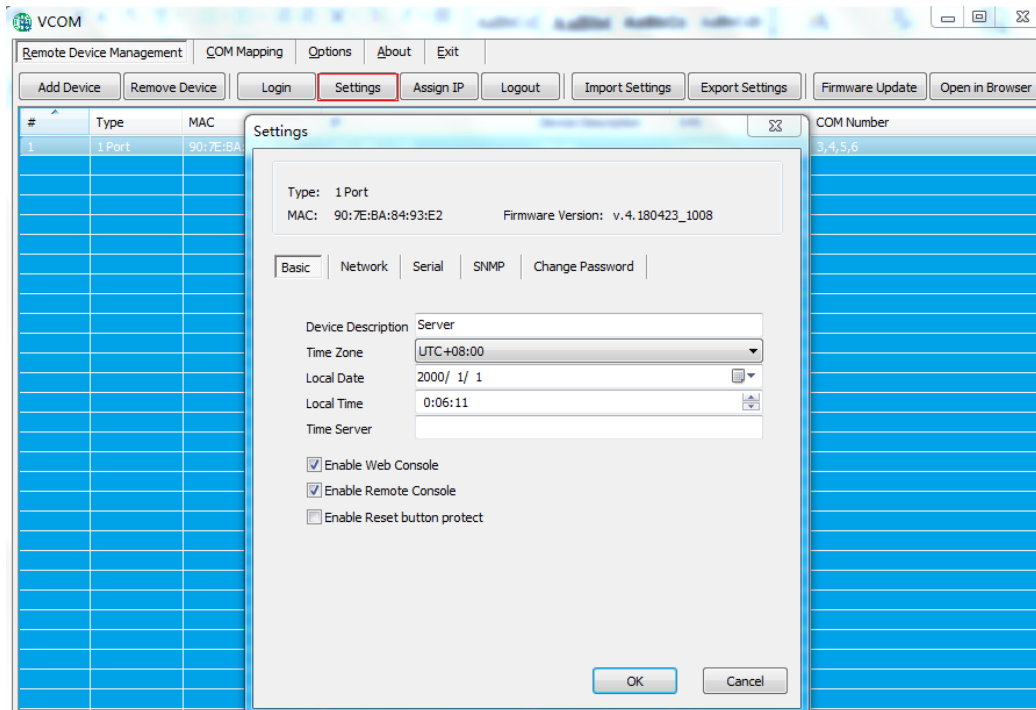 VCOM
Remote Device Management COM Mapping Options About Exit
Add Device Remove Device Login Settings Assign IP Logout Import Settings Export Settings Firmware Update Open in Browser
# Type MAC COM Number
1 1 Port 90:7E:BA: 3,4,5,6
Settings
Type: 1 Port
MAC: 90:7E:BA:84:93:E2 Firmware Version: v.4.180423_1008
Basic Network Serial SNMP Change Password
Device Description Server
Time Zone UTC+08:00
Local Date 2000/ 1/ 1
Local Time 0:06:11
Time Server
Enable Web Console
Enable Remote Console
Enable Reset button protect
OK Cancel